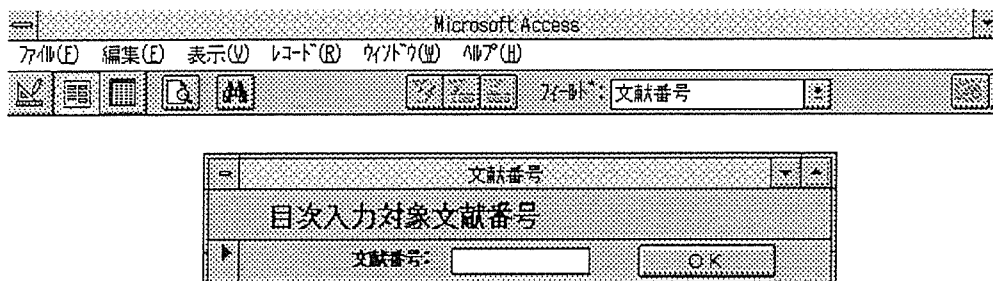 Microsoft Access
ファイル(F) 編集(E) 表示(V) レコード(R) ウィンドウ(W) ヘルプ(H)
フィールド: 文献番号
文献番号
目次入力対象文献番号
文献番号: OK